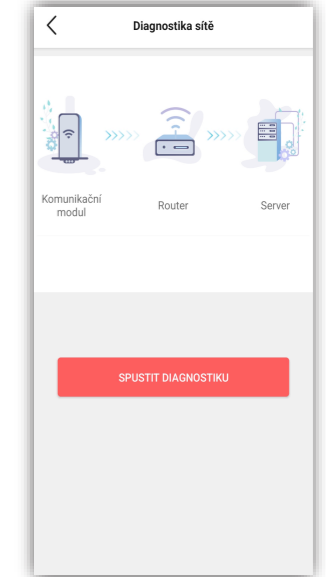 Diagnostika sítě
Komunikační
modul
Router
Server
SPUSTIT DIAGNOSTIKU